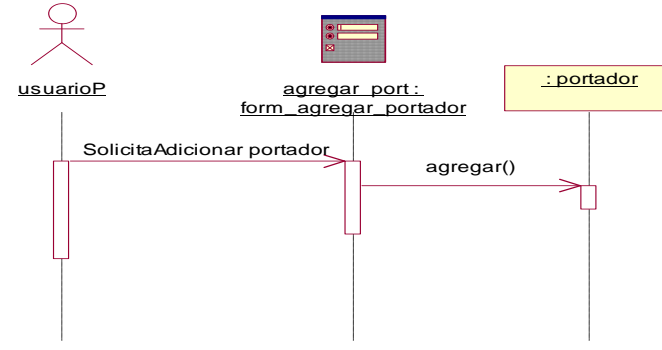 usuarioP
agregar_port :
form_agregar_portador
: portador
SolicitaAdicionar portador
agregar()